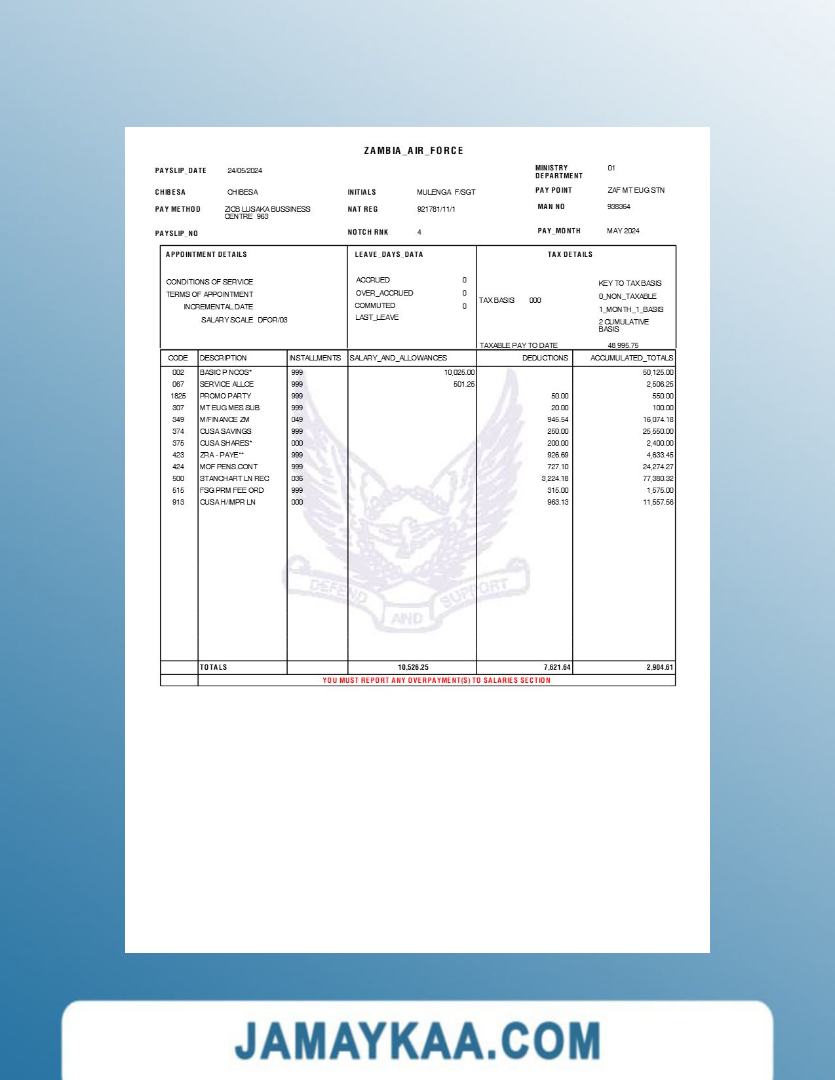 ZAMBIA_AIR_FORCE
PAYSLIP_DATE 24/05/2024 MINISTRY DEPARTMENT 01
CHIBESA CHIBESA INITIALS MULENGA F/SGT PAY POINT ZAF MT EUG STN
PAY METHOD ZICB LUSAKA BUSSINESS CENTRE 963 NAT REG 921781/11/1 MAN NO 938364
PAYSLIP_NO NOTCH RNK 4 PAY_MONTH MAY 2024
APPOINTMENT DETAILS LEAVE_DAYS_DATA TAX DETAILS
CONDITIONS OF SERVICE ACCRUED 0 KEY TO TAX BASIS
TERMS OF APPOINTMENT OVER_ACCRUED 0 TAX BASIS 000 0_NON_TAXABLE
INCREMENTAL DATE COMMUTED 0 1_MONTH_1_BASIS
SALARY SCALE DFOR/03 LAST_LEAVE 2 CUMULATIVE BASIS
TAXABLE PAY TO DATE 48 995.75
CODE DESCRIPTION INSTALLMENTS SALARY_AND_ALLOWANCES DEDUCTIONS ACCUMULATED_TOTALS
002 BASIC P NCOS* 999 10,025.00 50,125.00
067 SERVICE ALLCE 999 501.25 2,506.25
1825 PROMO PARTY 999 50.00 550.00
307 MT EUG MES SUB 999 20.00 100.00
349 M/FINANCE ZM 049 945.54 16,074.18
374 CUSA SAVINGS 999 250.00 25,550.00
375 CUSA SHARES* 000 200.00 2,400.00
423 ZRA - PAYE** 999 926.69 4,633.45
424 MOF PENS.CONT 999 727.10 24,274.27
500 STANCHART LN REC 036 3,224.18 77,380.32
515 FSG PRM FEE ORD 999 315.00 1,575.00
913 CUSA H/IMPR LN 000 963.13 11,557.56
DEFEND AND SUPPORT
TOTALS 10,526.25 7,621.64 2,904.61
YOU MUST REPORT ANY OVERPAYMENT(S) TO SALARIES SECTION
JAMAYKAA.COM